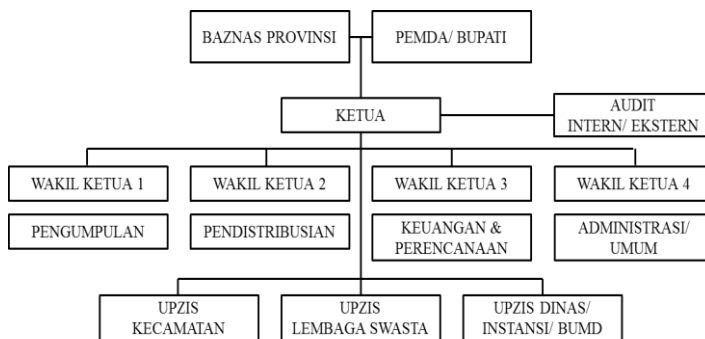 BAZNAS PROVINSI
PEMDA/ BUPATI
KETUA
AUDIT
INTERN/ EKSTERN
WAKIL KETUA 1
WAKIL KETUA 2
WAKIL KETUA 3
WAKIL KETUA 4
PENGUMPULAN
PENDISTRIBUSIAN
KEUANGAN &
PERENCANAAN
ADMINISTRASI/
UMUM
UPZIS
KECAMATAN
UPZIS
LEMBAGA SWASTA
UPZIS DINAS/
INSTANSI/ BUMD